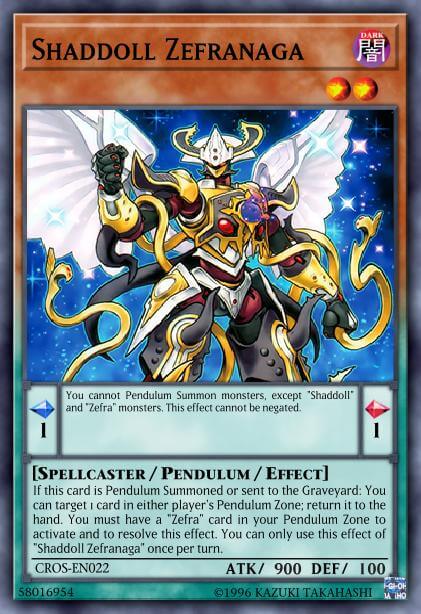 SHADDOLL ZEFRANAGA
DARK
闇
You cannot Pendulum Summon monsters, except "Shaddoll"
and "Zefra" monsters. This effect cannot be negated.
1
1
[SPELLCASTER / PENDULUM / EFFECT]
If this card is Pendulum Summoned or sent to the Graveyard: You
can target 1 card in either player's Pendulum Zone; return it to
the hand. You must have a "Zefra" card in your Pendulum Zone to
activate and to resolve this effect. You can only use this effect of
"Shaddoll Zefranaga" once per turn.
CROS-EN022
ATK/ 900 DEF/ 100
58016954
©1996 KAZUKI TAKAHASHI